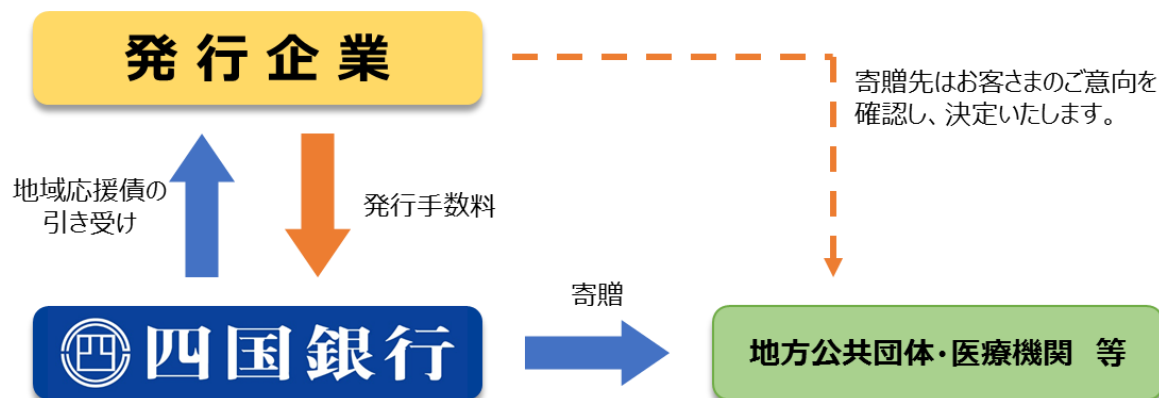 発行企業
寄贈先はお客さまのご意向を
確認し、決定いたします。
地域応援債の
引き受け
発行手数料
寄贈
四 四国銀行
地方公共団体・医療機関 等